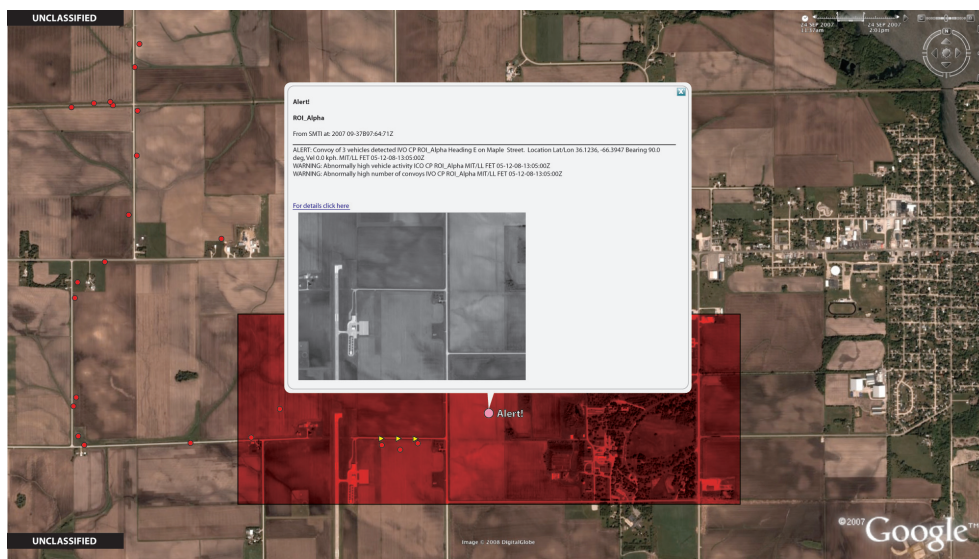 UNCLASSIFIED
24 SEP 2007
11:57am
24 SEP 2007
2:01pm
N
Alert!
ROI_Alpha
From SMTI at: 2007 09-37B97:64:71Z
ALERT: Convoy of 3 vehicles detected IVO CP ROI_Alpha Heading E on Maple Street. Location Lat/Lon 36.1236, -66.3947 Bearing 90.0
deg, Vel 0.0 kph. MIT/LL FET 05-12-08-13:05:00Z
WARNING: Abnormally high vehicle activity ICO CP ROI_Alpha MIT/LL FET 05-12-08-13:05:00Z
WARNING: Abnormally high number of convoys IVO CP ROI_Alpha MIT/LL FET 05-12-08-13:05:00Z
For details click here
Alert!
©2007 Google™
UNCLASSIFIED
Image © 2008 DigitalGlobe